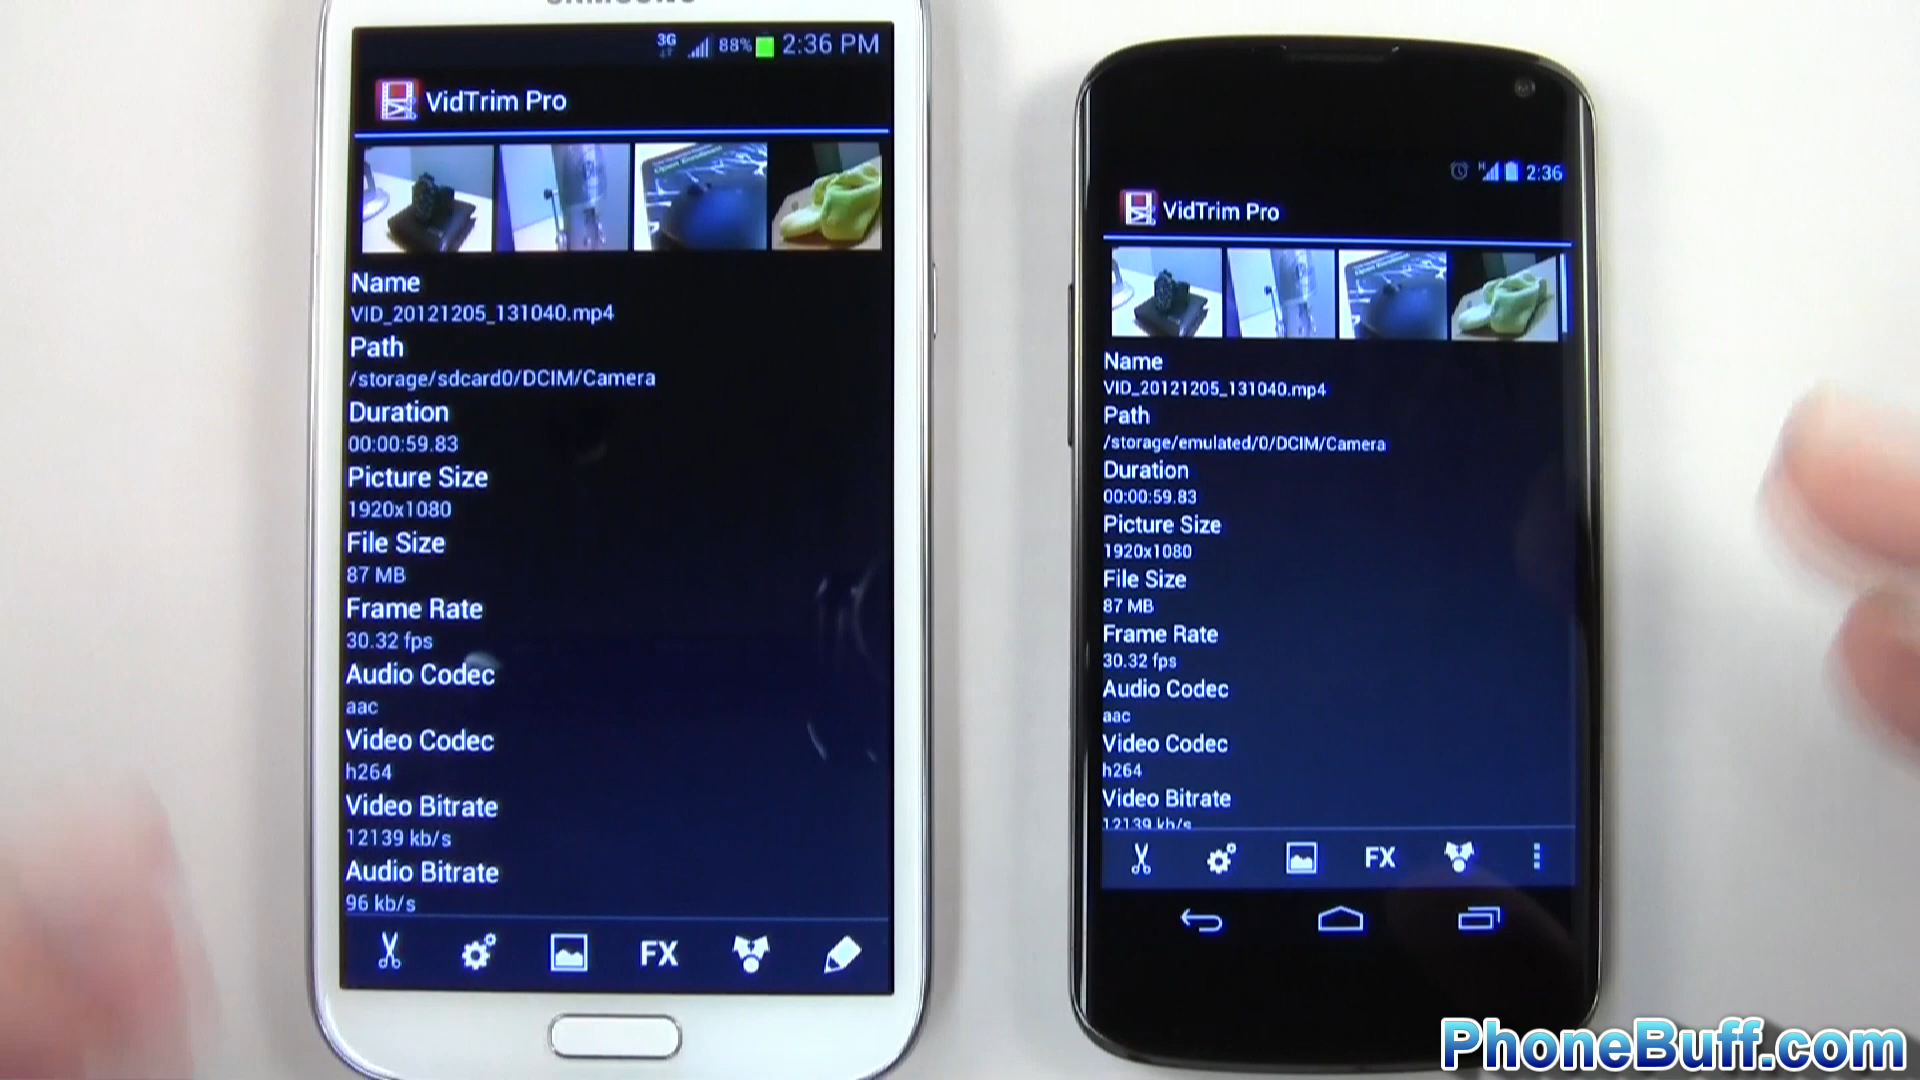 SAMSUNG
3G 88% 2:36 PM
VidTrim Pro
Name
VID_20121205_131040.mp4
Path
/storage/sdcard0/DCIM/Camera
Duration
00:00:59.83
Picture Size
1920x1080
File Size
87 MB
Frame Rate
30.32 fps
Audio Codec
aac
Video Codec
h264
Video Bitrate
12139 kb/s
Audio Bitrate
96 kb/s
FX
H 2:36
VidTrim Pro
Name
VID_20121205_131040.mp4
Path
/storage/emulated/0/DCIM/Camera
Duration
00:00:59.83
Picture Size
1920x1080
File Size
87 MB
Frame Rate
30.32 fps
Audio Codec
aac
Video Codec
h264
Video Bitrate
12139 kb/s
FX
PhoneBuff.com